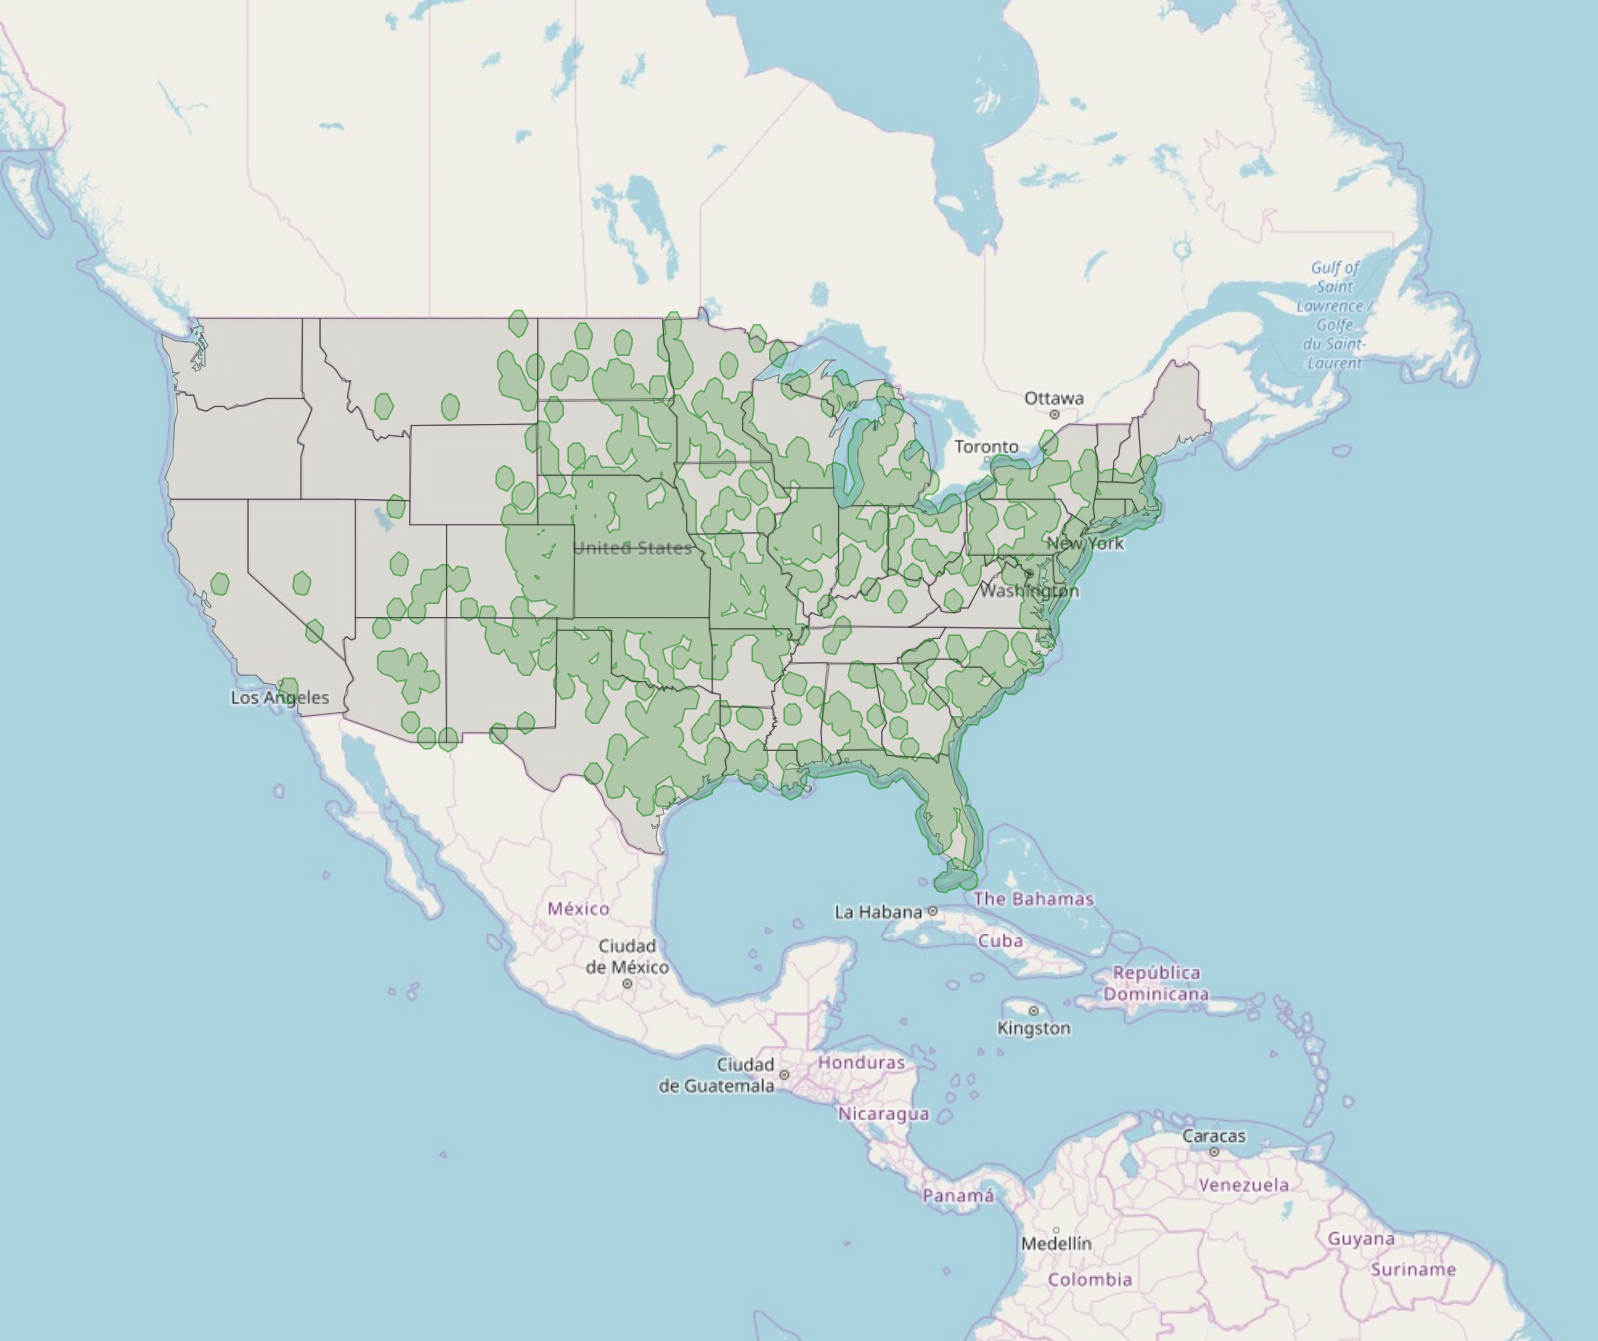 Gulf of
Saint
Lawrence /
Golfe
du Saint-
Laurent
Ottawa
Toronto
United States
New York
Washington
Los Angeles
The Bahamas
La Habana
México
Cuba
Ciudad
de México
República
Dominicana
Kingston
Ciudad
de Guatemala
Honduras
Nicaragua
Caracas
Venezuela
Panamá
Medellín
Guyana
Colombia
Suriname